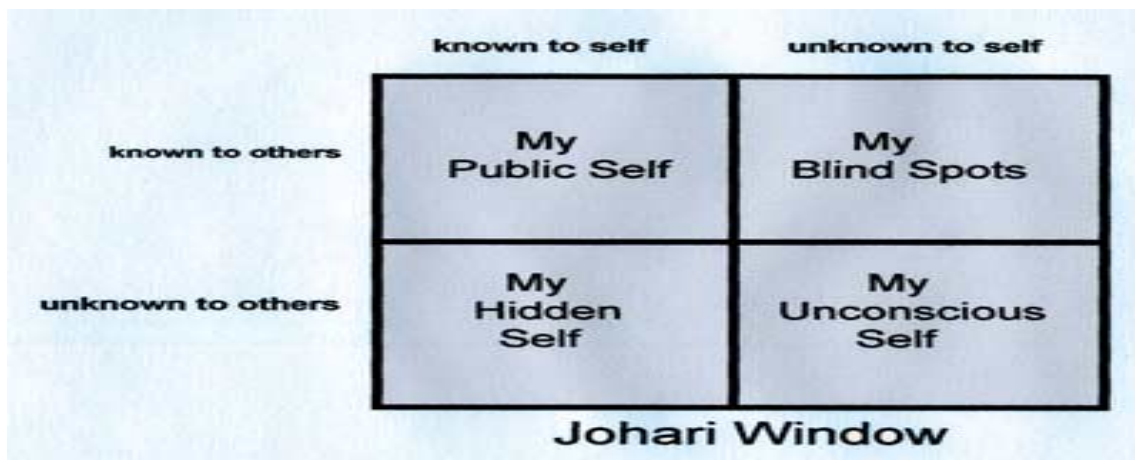 known to self unknown to self
known to others
My
Public Self
My
Blind Spots
unknown to others
My
Hidden
Self
My
Unconscious
Self
Johari Window